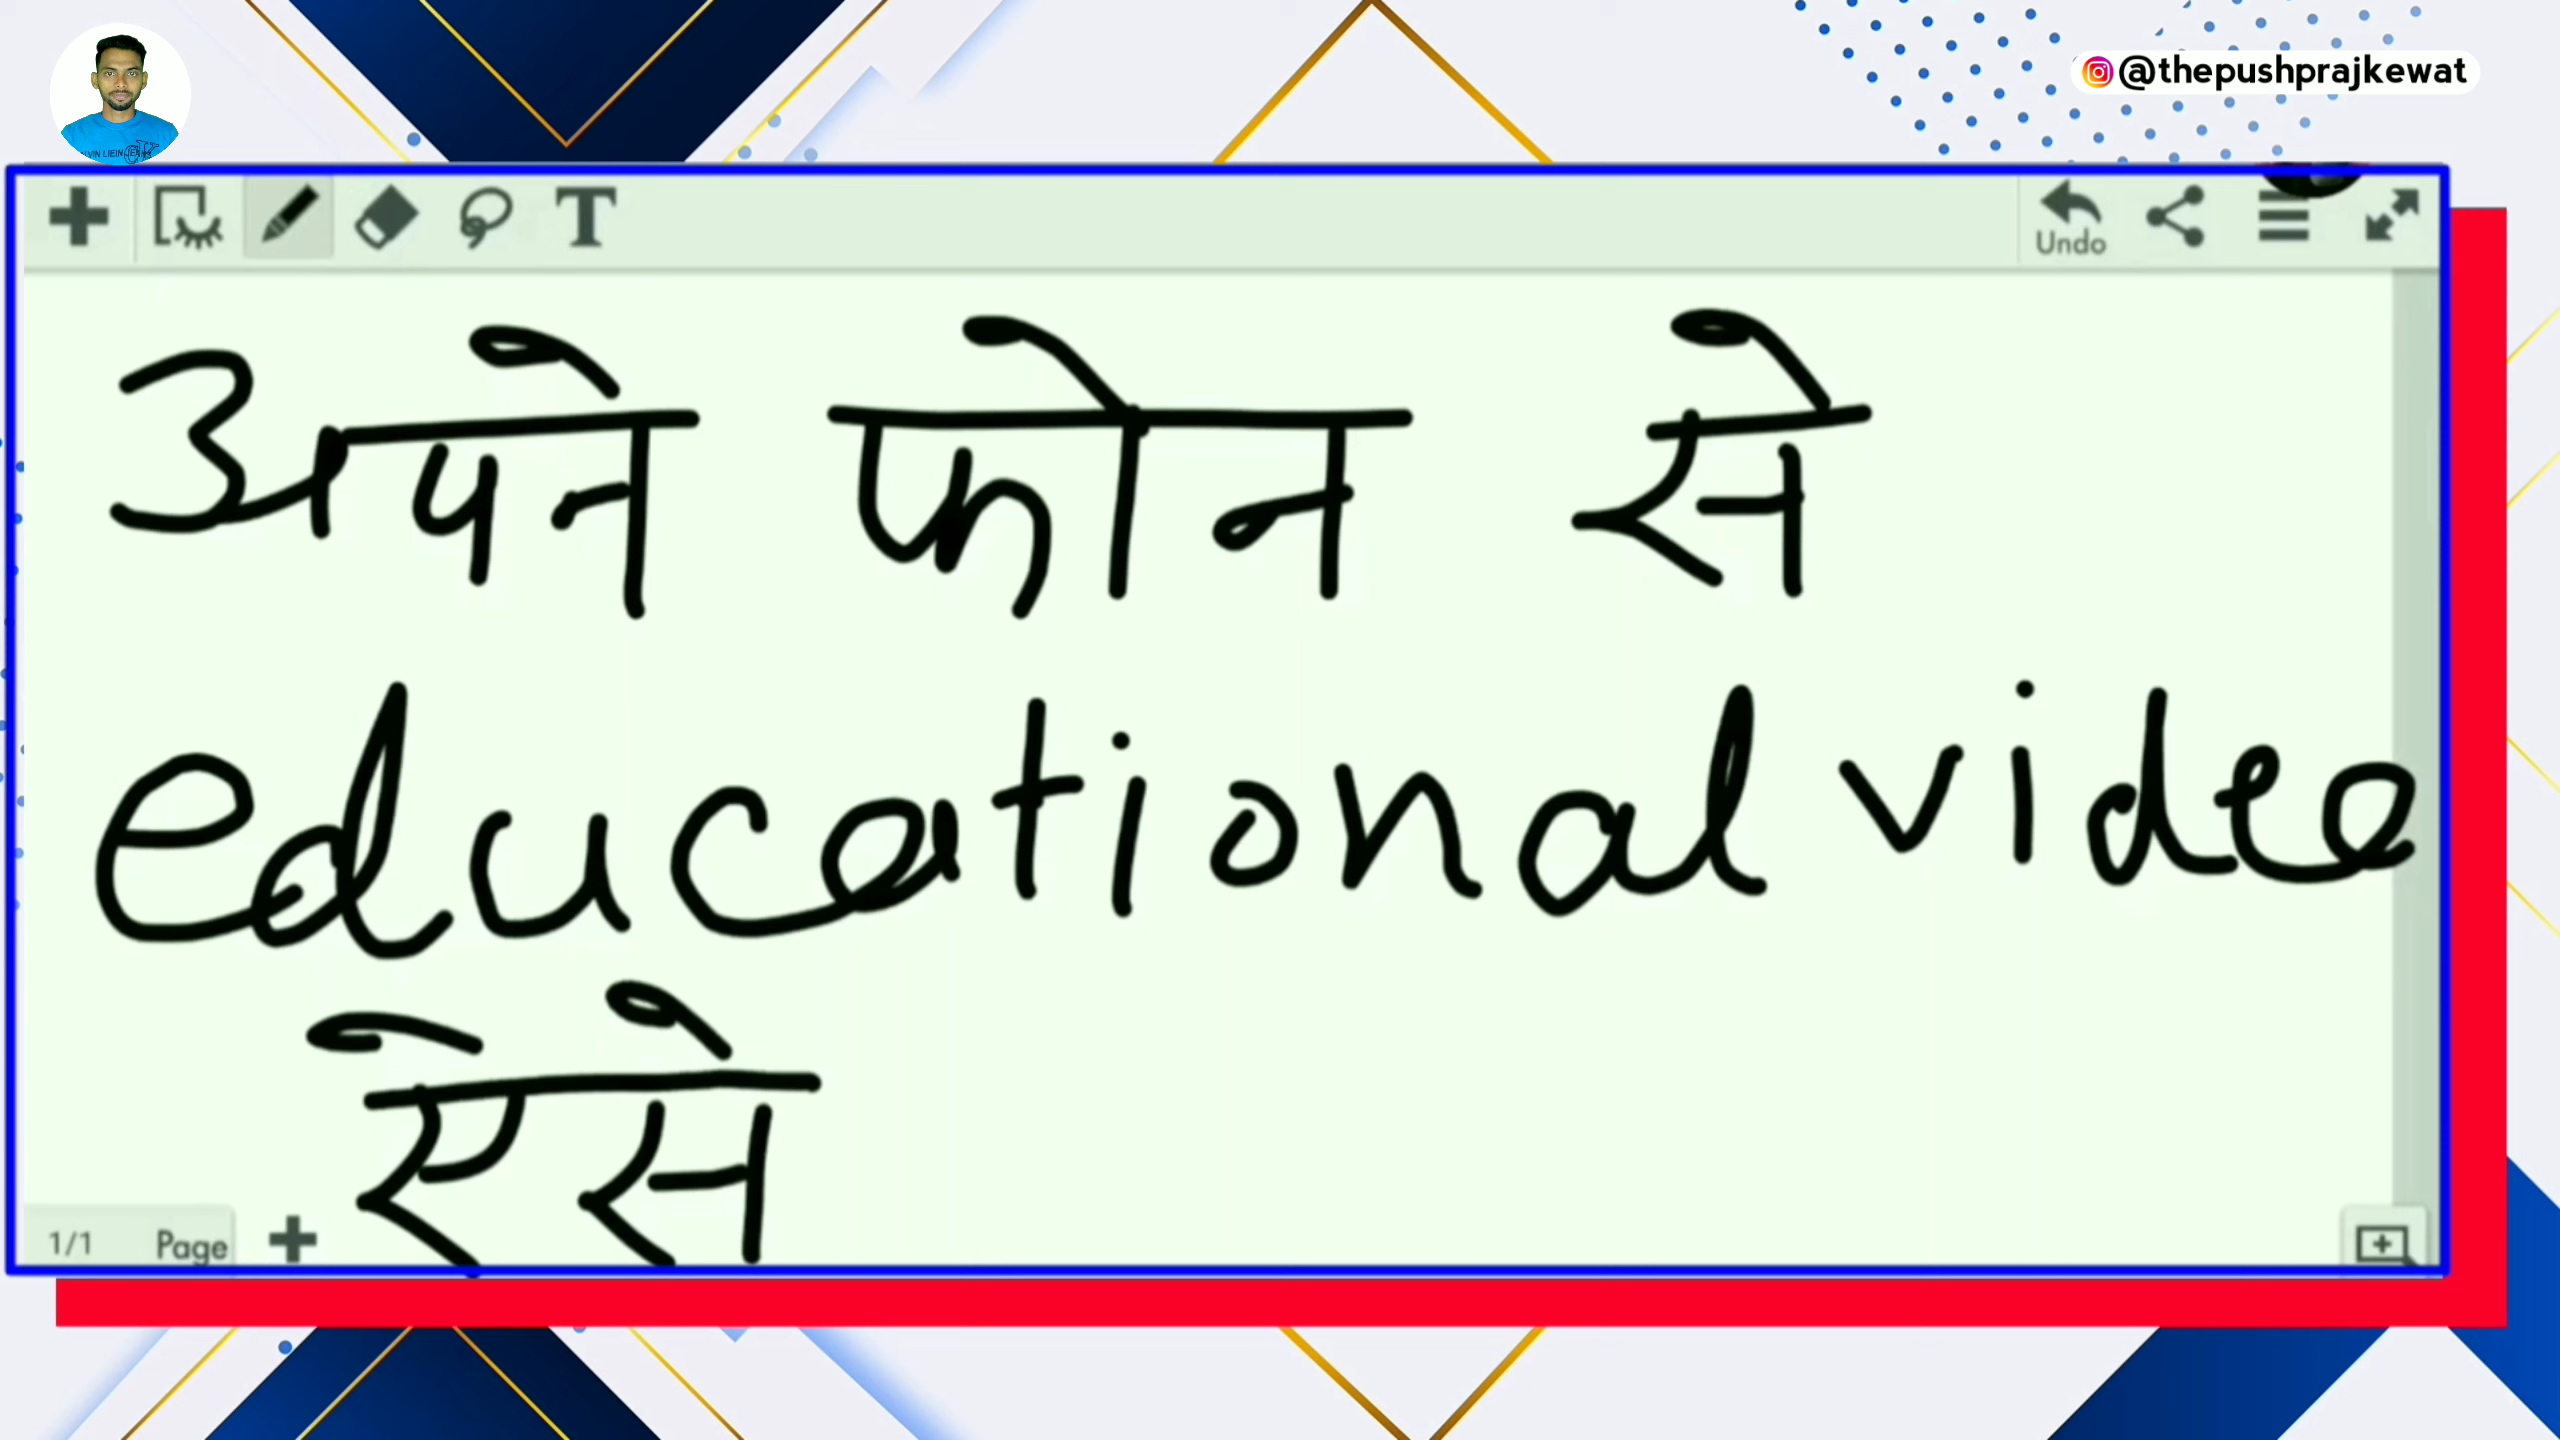 @thepushprajkewat
Undo
अपने फोन से
educational video
ऐसे
1/1 Page